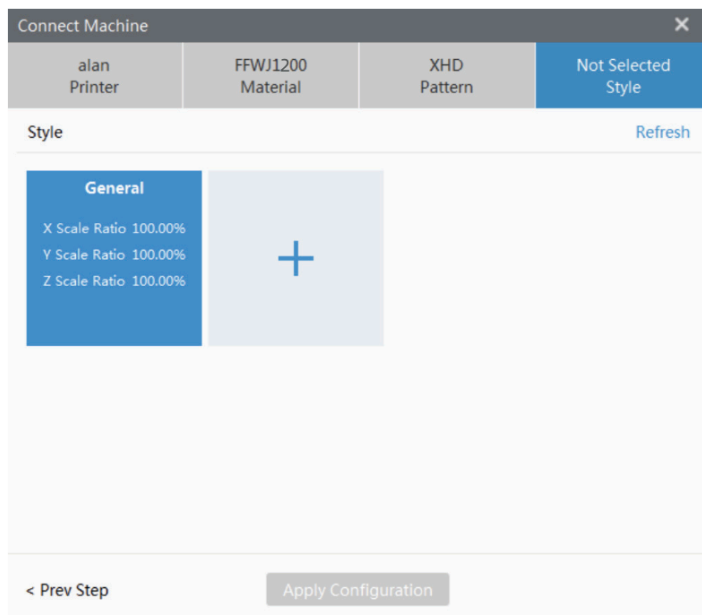 Connect Machine
alan
Printer
FFWJ1200
Material
XHD
Pattern
Not Selected
Style
Style
Refresh
General
X Scale Ratio 100.00%
Y Scale Ratio 100.00%
Z Scale Ratio 100.00%
< Prev Step
Apply Configuration